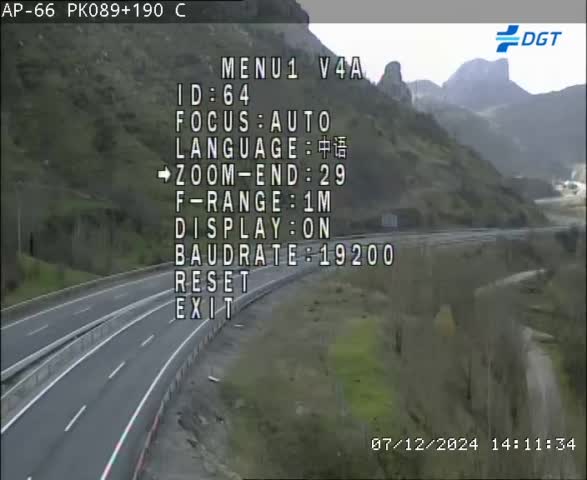 AP-66 PK089+190 C
DGT
MENU1 V4A
ID:64
FOCUS:AUTO
LANGUAGE:中语
ZOOM-END:29
F-RANGE:1M
DISPLAY:ON
BAUDRATE:19200
RESET
EXIT
07/12/2024 14:11:34